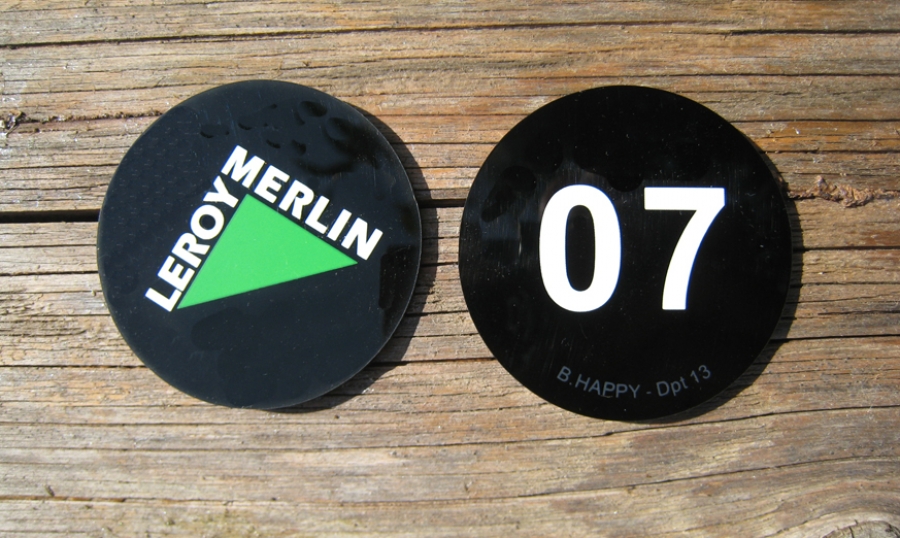 LEROY MERLIN
07
B.HAPPY - Dpt 13